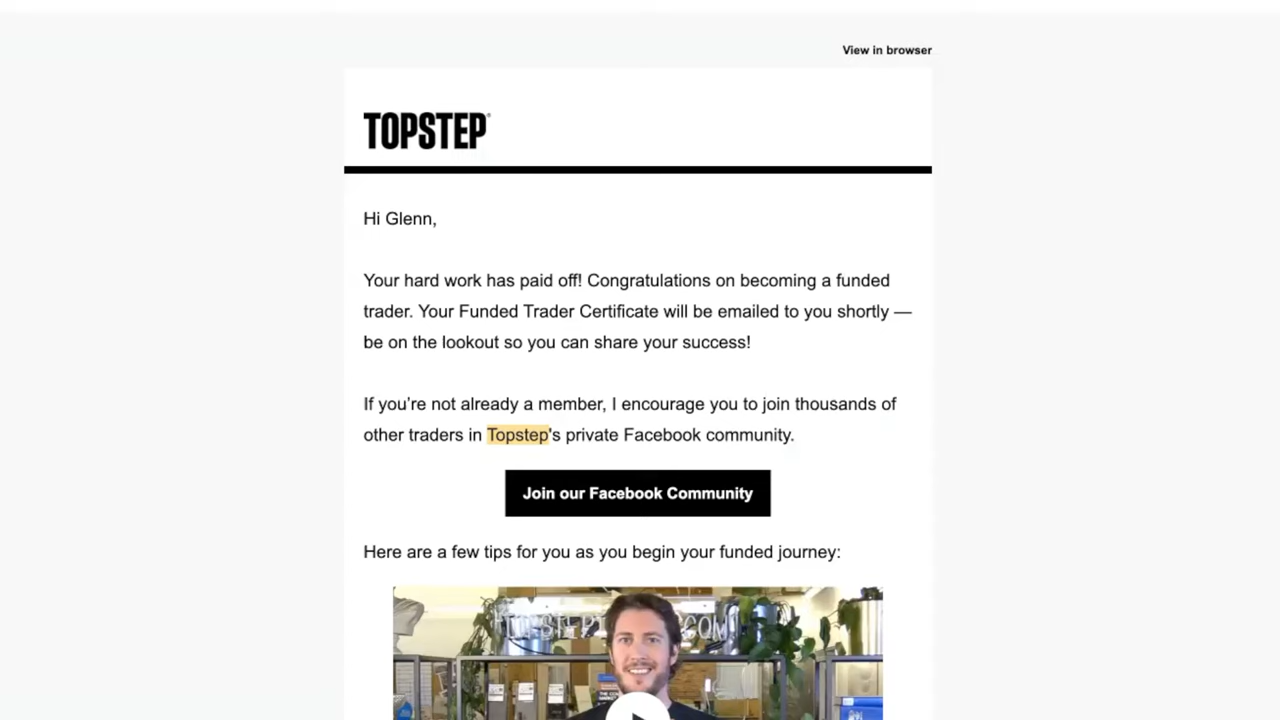 View in browser
TOPSTEP
Hi Glenn,
Your hard work has paid off! Congratulations on becoming a funded
trader. Your Funded Trader Certificate will be emailed to you shortly —
be on the lookout so you can share your success!
If you’re not already a member, I encourage you to join thousands of
other traders in Topstep's private Facebook community.
Join our Facebook Community
Here are a few tips for you as you begin your funded journey: